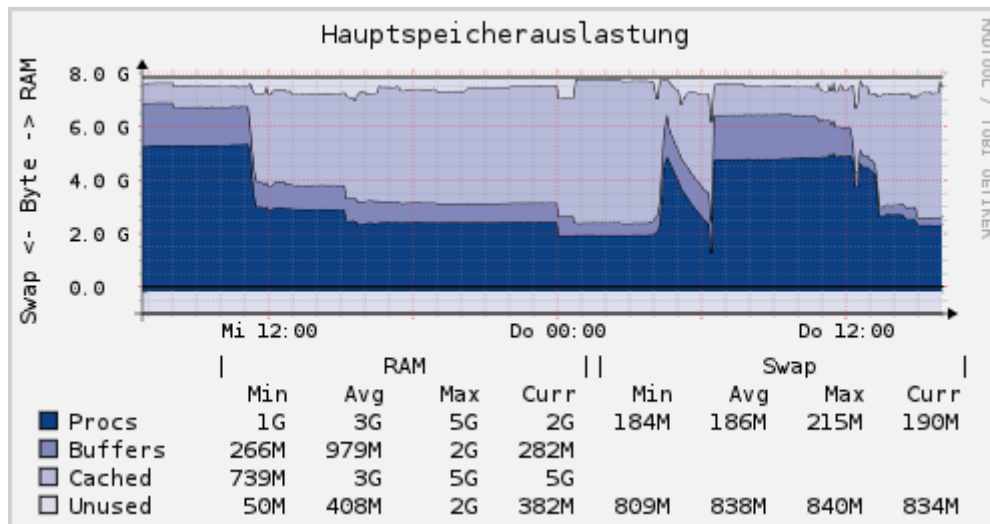 Hauptspeicherauslastung
RRDTOOL / TOBI OETIKER
Swap <- Byte -> RAM
8.0 G
6.0 G
4.0 G
2.0 G
0.0
Mi 12:00 Do 00:00 Do 12:00
| RAM || Swap |
Min Avg Max Curr Min Avg Max Curr
Procs 1G 3G 5G 2G 184M 186M 215M 190M
Buffers 266M 979M 2G 282M
Cached 739M 3G 5G 5G
Unused 50M 408M 2G 382M 809M 838M 840M 834M